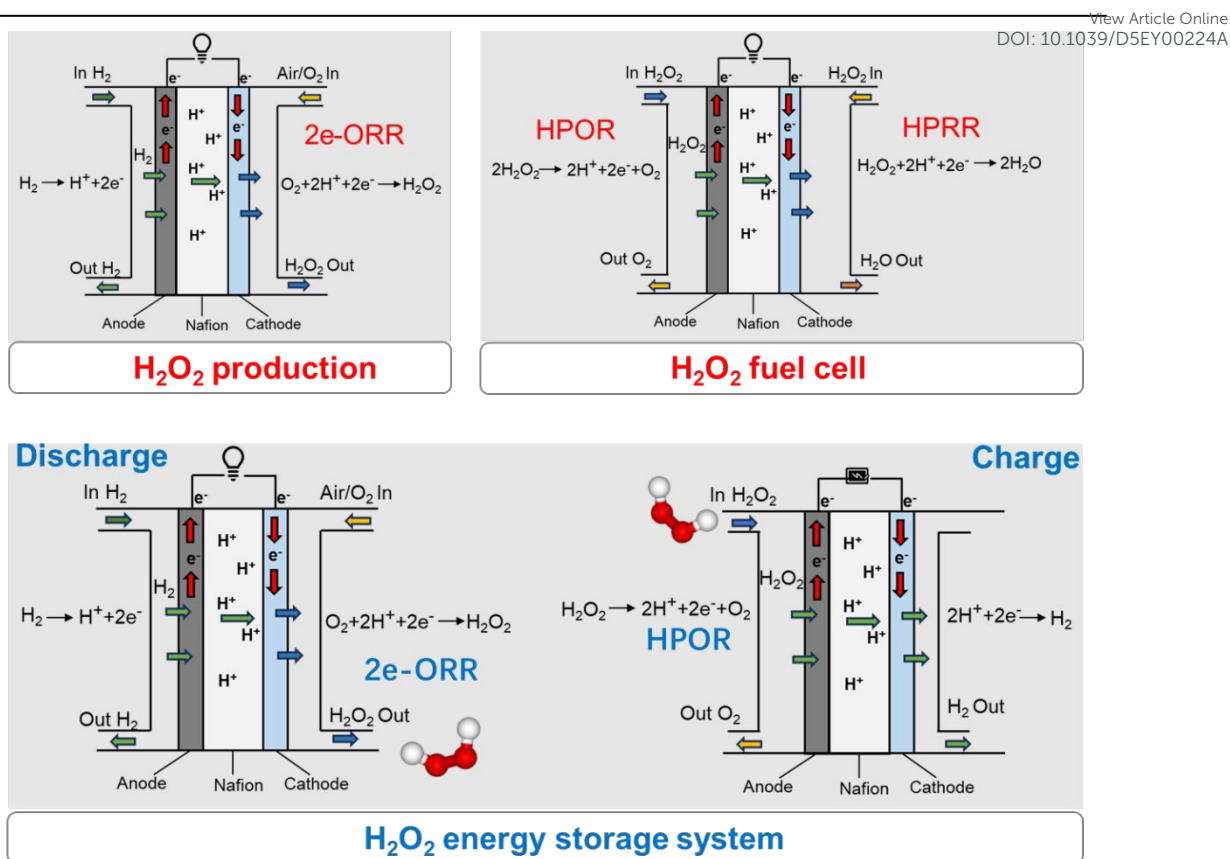 View Article Online
DOI: 10.1039/D5EY00224A
In H₂
e⁻
e⁻
Air/O₂ In
H⁺
H⁺
e⁻
e⁻
2e-ORR
H₂
H⁺
H₂ → H⁺+2e⁻
H⁺
O₂+2H⁺+2e⁻ → H₂O₂
H⁺
Out H₂
H₂O₂ Out
Anode
Nafion
Cathode
H₂O₂ production
In H₂O₂
e⁻
e⁻
H₂O₂ In
H⁺
HPOR
H⁺
e⁻
e⁻
HPRR
H₂O₂
2H₂O₂ → 2H⁺+2e⁻+O₂
H⁺
H⁺
H₂O₂+2H⁺+2e⁻ → 2H₂O
H⁺
Out O₂
H₂O Out
Anode
Nafion
Cathode
H₂O₂ fuel cell
Discharge
In H₂
e⁻
e⁻
Air/O₂ In
H⁺
H⁺
e⁻
e⁻
H₂
H⁺
H₂ → H⁺+2e⁻
H⁺
O₂+2H⁺+2e⁻ → H₂O₂
2e-ORR
H⁺
Out H₂
H₂O₂ Out
Anode
Nafion
Cathode
Charge
In H₂O₂
e⁻
e⁻
H⁺
H⁺
e⁻
e⁻
H₂O₂
H⁺
H₂O₂ → 2H⁺+2e⁻+O₂
H⁺
2H⁺+2e⁻ → H₂
HPOR
H⁺
Out O₂
H₂ Out
Anode
Nafion
Cathode
H₂O₂ energy storage system